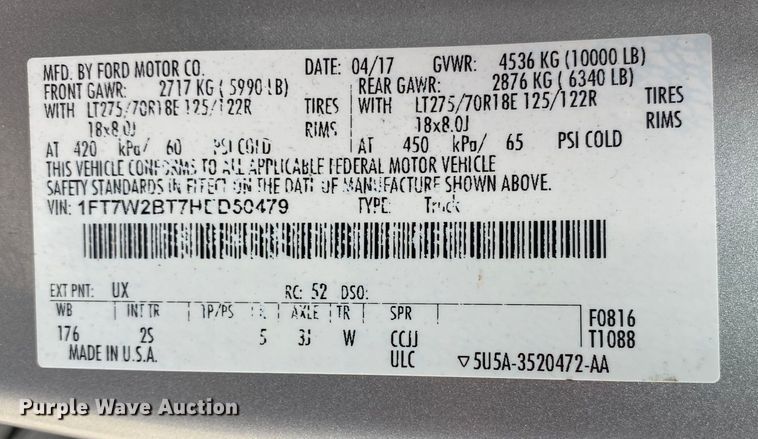 MFD. BY FORD MOTOR CO. DATE: 04/17 GVWR: 4536 KG (10000 LB)
FRONT GAWR: 2717 KG (5990 LB) REAR GAWR: 2876 KG (6340 LB)
WITH LT275/70R18E 125/122R TIRES WITH LT275/70R18E 125/122R TIRES
18x8.0J RIMS 18x8.0J RIMS
AT 420 kPa/ 60 PSI COLD AT 450 kPa/ 65 PSI COLD
THIS VEHICLE CONFORMS TO ALL APPLICABLE FEDERAL MOTOR VEHICLE
SAFETY STANDARDS IN EFFECT ON THE DATE OF MANUFACTURE SHOWN ABOVE.
VIN: TYPE: Truck
EXT PNT: UX RC: 52 DSO:
WB INT TR TP/PS R AXLE TR SPR F0816
176 2S 5 3J W CCJJ T1088
MADE IN U.S.A. ULC ▽5U5A-3520472-AA
Purple Wave Auction